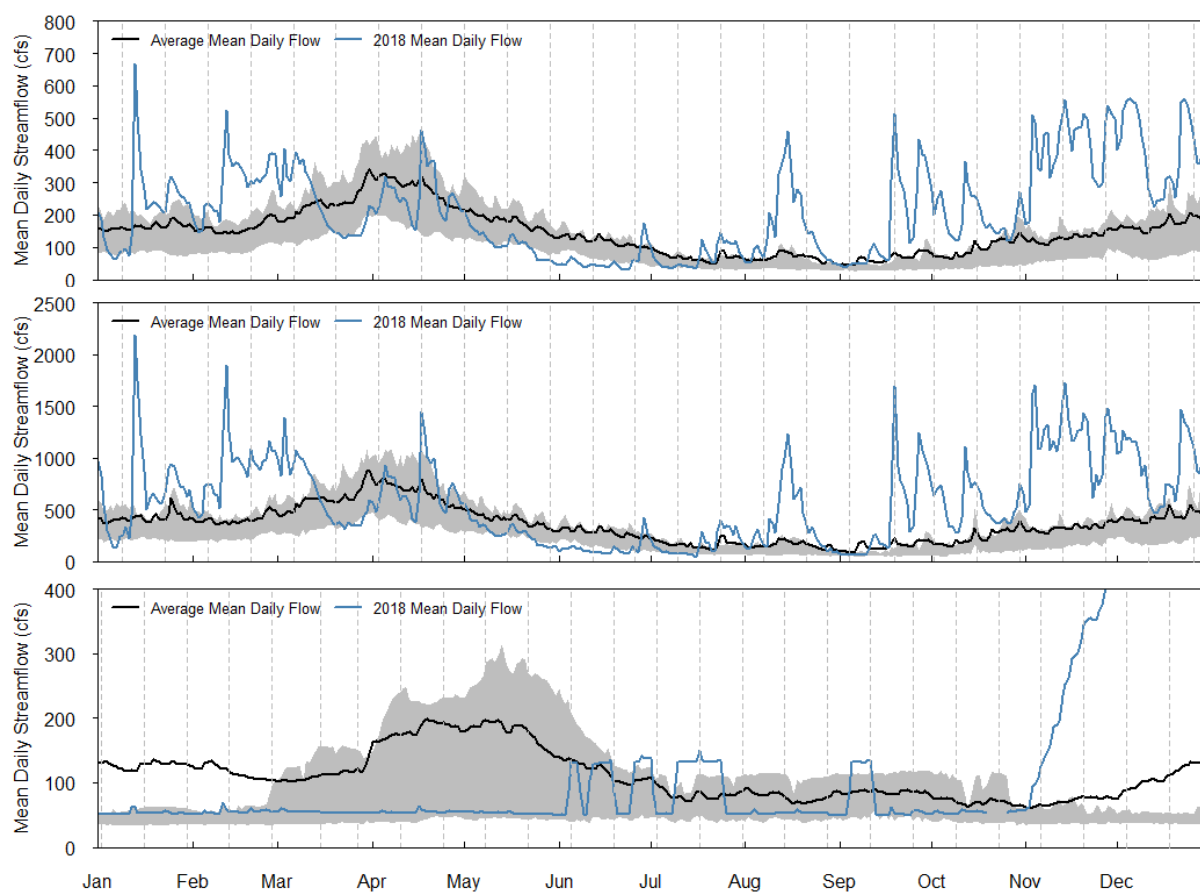 Mean Daily Streamflow (cfs)
800
700
600
500
400
300
200
100
0
Average Mean Daily Flow 2018 Mean Daily Flow
Mean Daily Streamflow (cfs)
2500
2000
1500
1000
500
0
Average Mean Daily Flow 2018 Mean Daily Flow
Mean Daily Streamflow (cfs)
400
300
200
100
0
Average Mean Daily Flow 2018 Mean Daily Flow
Jan Feb Mar Apr May Jun Jul Aug Sep Oct Nov Dec